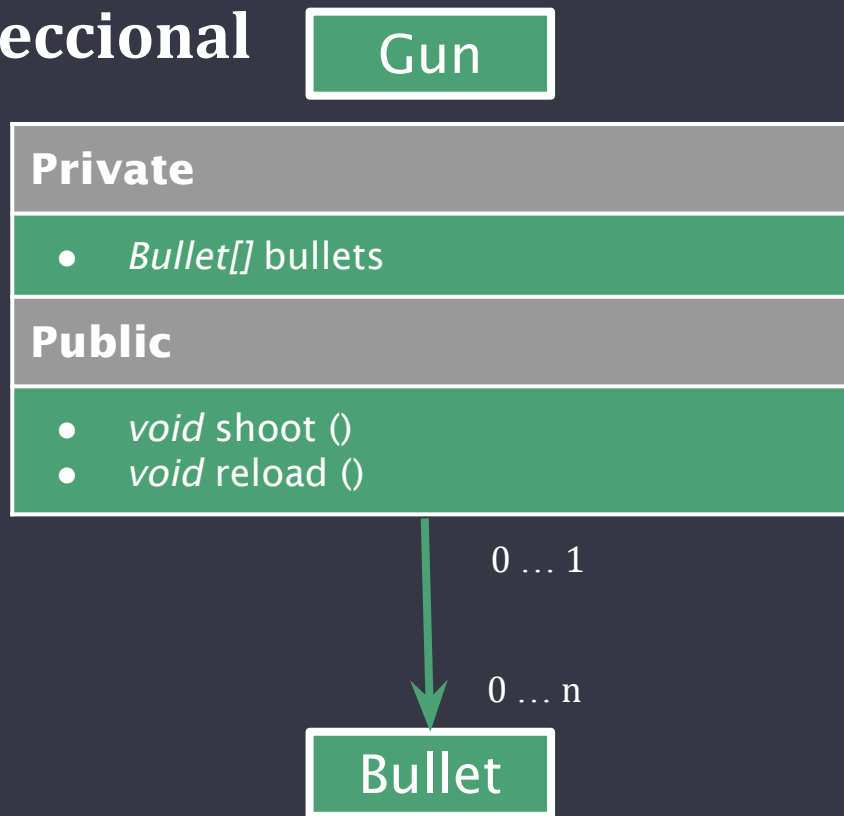 eccional
Gun
Private
● Bullet[] bullets
Public
● void shoot ()
● void reload ()
0 … 1
0 … n
Bullet